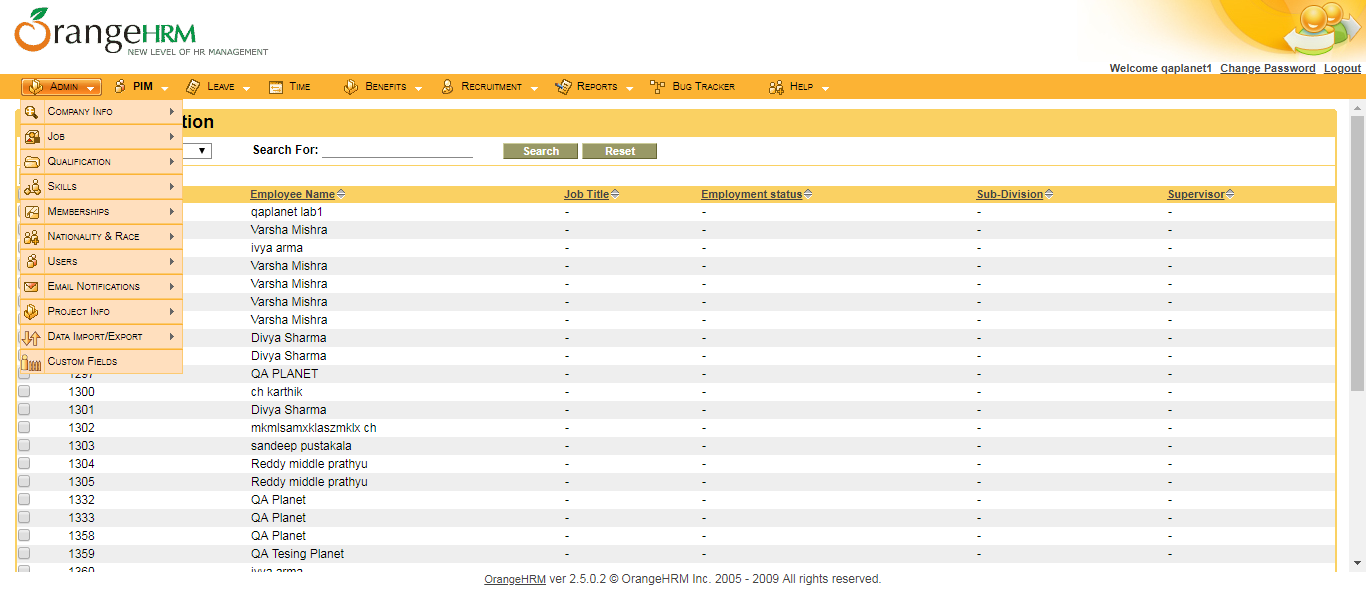 OrangeHRM
NEW LEVEL OF HR MANAGEMENT
Welcome qaplanet1 Change Password Logout
Admin PIM Leave Time Benefits Recruitment Reports Bug Tracker Help
Company Info
Job
Qualification
Skills
Memberships
Nationality & Race
Users
Email Notifications
Project Info
Data Import/Export
Custom Fields
tion
Search For: Search Reset
Employee Name Job Title Employment status Sub-Division Supervisor
qaplanet lab1 - - - -
Varsha Mishra - - - -
ivya arma - - - -
Varsha Mishra - - - -
Varsha Mishra - - - -
Varsha Mishra - - - -
Varsha Mishra - - - -
Divya Sharma - - - -
Divya Sharma - - - -
1297 QA PLANET - - - -
1300 ch karthik - - - -
1301 Divya Sharma - - - -
1302 mkmlsamxklaszmklx ch - - - -
1303 sandeep pustakala - - - -
1304 Reddy middle prathyu - - - -
1305 Reddy middle prathyu - - - -
1332 QA Planet - - - -
1333 QA Planet - - - -
1358 QA Planet - - - -
1359 QA Tesing Planet - - - -
1360 ivya arma
OrangeHRM ver 2.5.0.2 © OrangeHRM Inc. 2005 - 2009 All rights reserved.